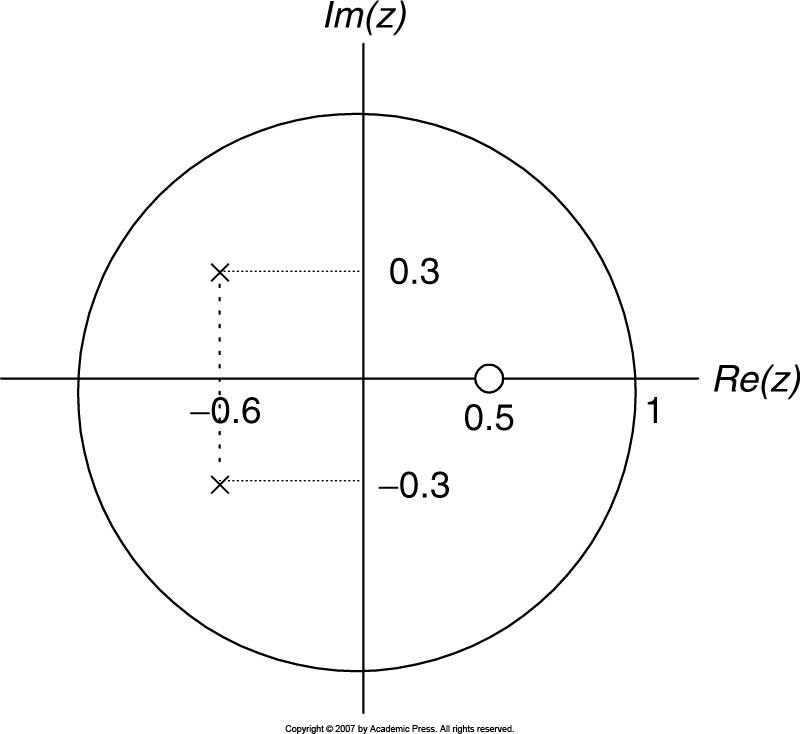 Im(z)
0.3
Re(z)
–0.6
0.5
1
–0.3
Copyright © 2007 by Academic Press. All rights reserved.